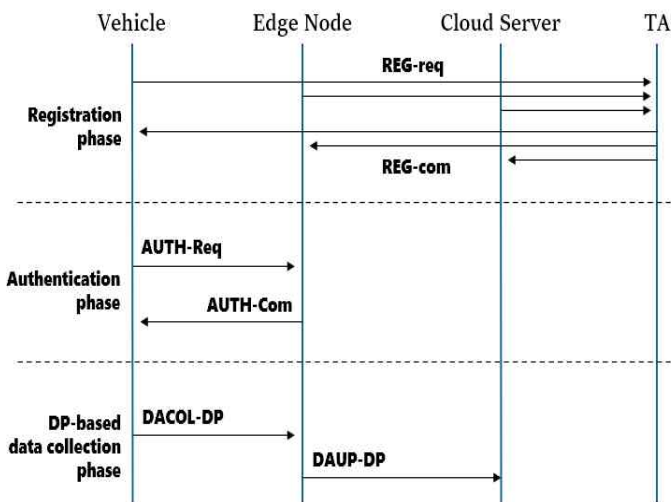 Vehicle Edge Node Cloud Server TA
REG-req
Registration
phase
REG-com
AUTH-Req
Authentication
phase
AUTH-Com
DP-based
data collection
phase
DACOL-DP
DAUP-DP